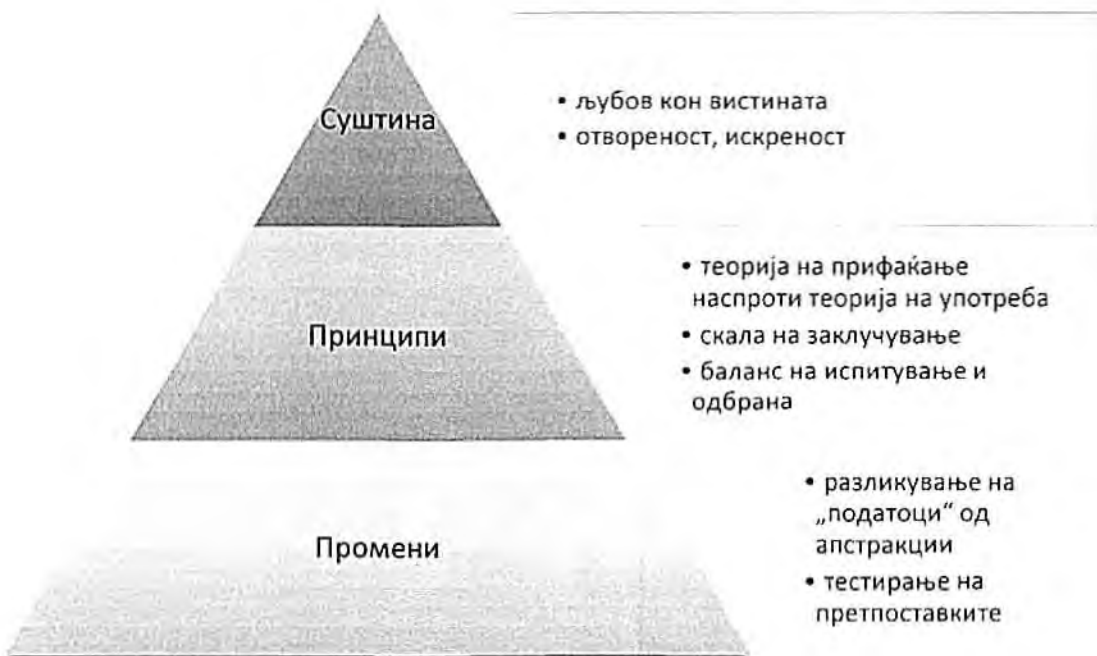 Суштина
• љубов кон вистината
• отвореност, искреност
Принципи
• теорија на прифаќање
наспроти теорија на употреба
• скала на заклучување
• баланс на испитување и
одбрана
Промени
• разликување на
„податоци“ од
апстракции
• тестирање на
претпоставките